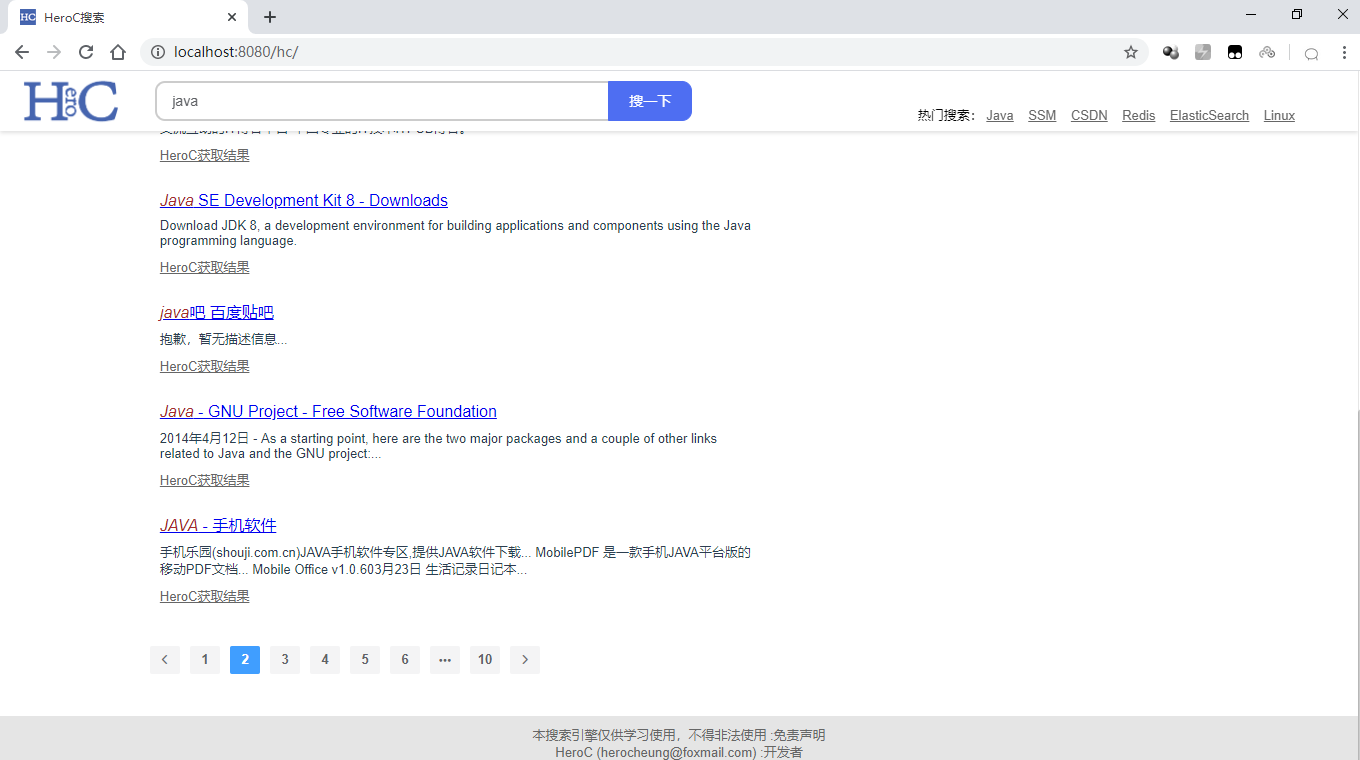 HC HeroC搜索
localhost:8080/hc/
HeroC
java
搜一下
热门搜索： Java SSM CSDN Redis ElasticSearch Linux
HeroC获取结果
Java SE Development Kit 8 - Downloads
Download JDK 8, a development environment for building applications and components using the Java
programming language.
HeroC获取结果
java吧 百度贴吧
抱歉，暂无描述信息...
HeroC获取结果
Java - GNU Project - Free Software Foundation
2014年4月12日 - As a starting point, here are the two major packages and a couple of other links
related to Java and the GNU project:...
HeroC获取结果
JAVA - 手机软件
手机乐园(shouji.com.cn)JAVA手机软件专区,提供JAVA软件下载... MobilePDF 是一款手机JAVA平台版的
移动PDF文档... Mobile Office v1.0.603月23日 生活记录日记本...
HeroC获取结果
1 2 3 4 5 6 ••• 10
本搜索引擎仅供学习使用，不得非法使用 :免责声明
HeroC (herocheung@foxmail.com) :开发者